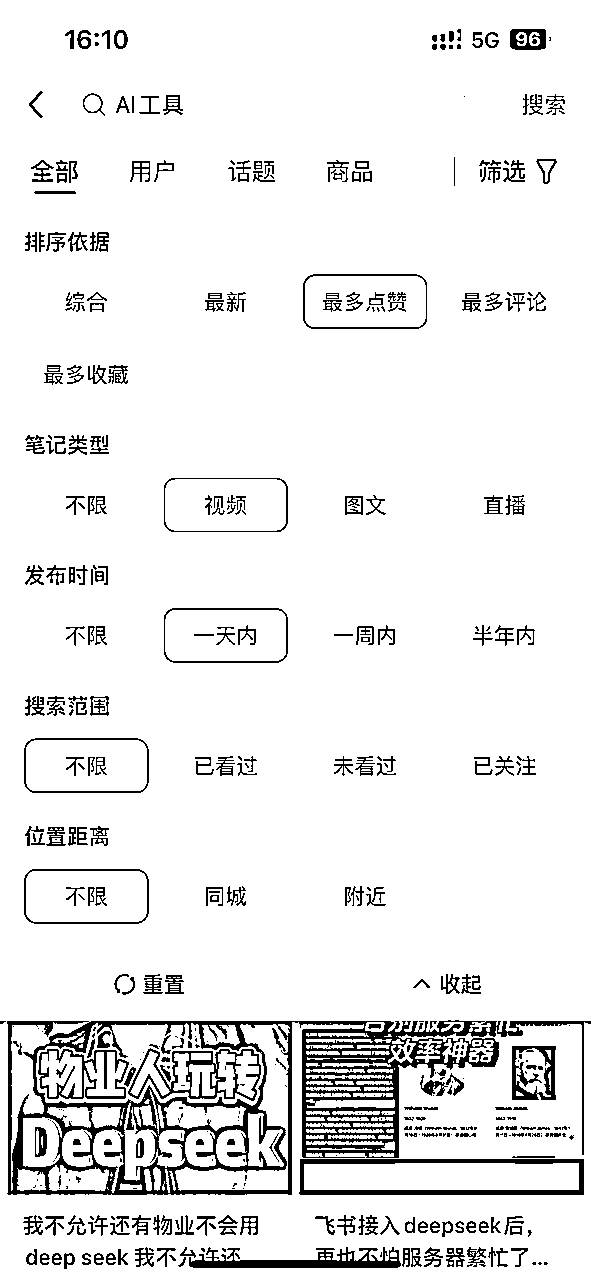 16:10 5G 96
AI工具 搜索
全部 用户 话题 商品 筛选
排序依据
综合 最新 最多点赞 最多评论
最多收藏
笔记类型
不限 视频 图文 直播
发布时间
不限 一天内 一周内 半年内
搜索范围
不限 已看过 未看过 已关注
位置距离
不限 同城 附近
重置 收起
物业人玩转
Deepseek
告别服务繁忙
效率神器
我不允许还有物业不会用
deep seek 我不允许还
飞书接入deepseek后，
再也不怕服务器繁忙了...